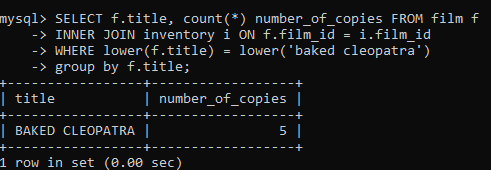 mysql> SELECT f.title, count(*) number_of_copies FROM film f
    -> INNER JOIN inventory i ON f.film_id = i.film_id
    -> WHERE lower(f.title) = lower('baked cleopatra')
    -> group by f.title;
+----------------+------------------+
| title          | number_of_copies |
+----------------+------------------+
| BAKED CLEOPATRA |                5 |
+----------------+------------------+
1 row in set (0.00 sec)